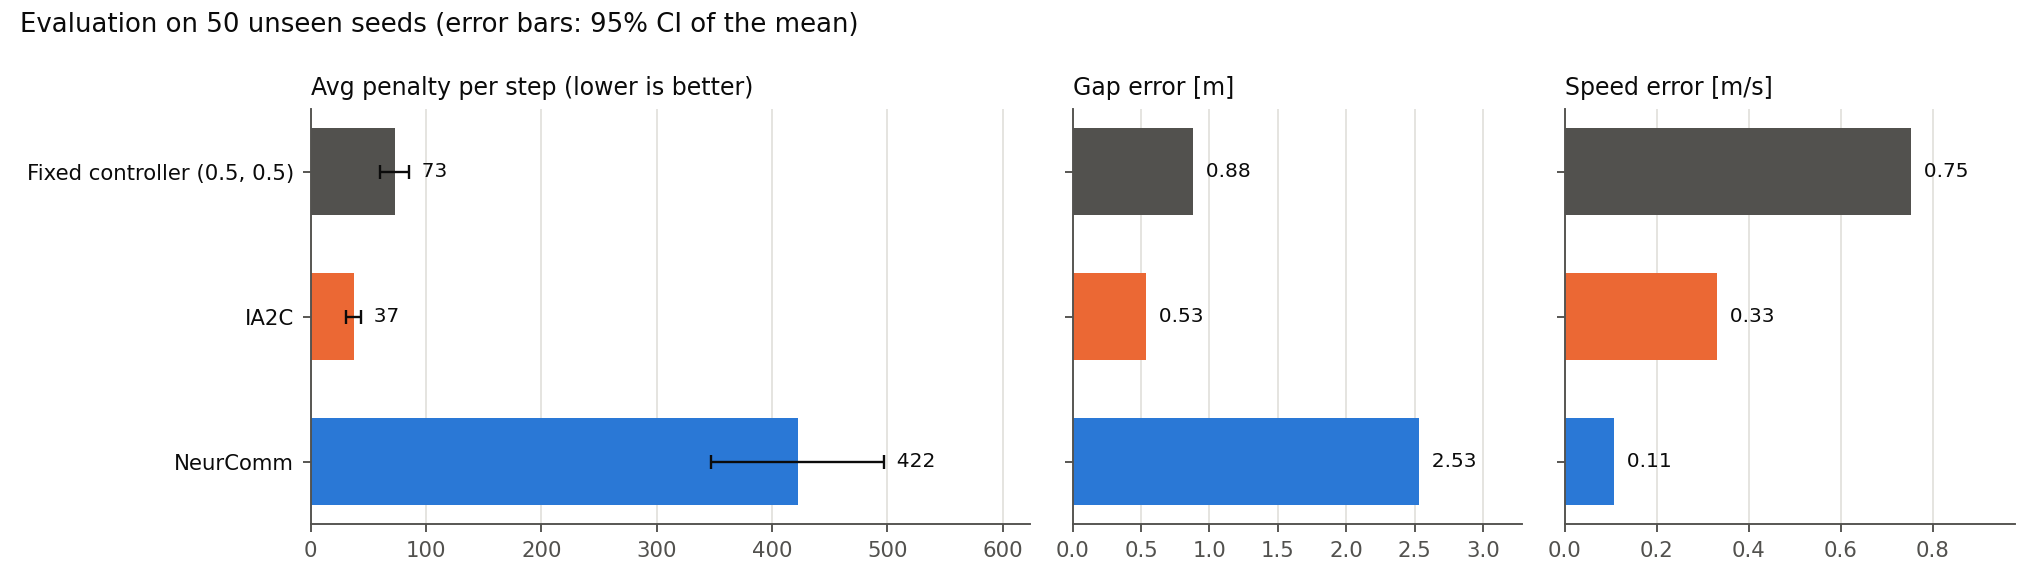 Evaluation on 50 unseen seeds (error bars: 95% CI of the mean)
Avg penalty per step (lower is better)
Gap error [m]
Speed error [m/s]
Fixed controller (0.5, 0.5)
73
0.88
0.75
IA2C
37
0.53
0.33
NeurComm
422
2.53
0.11
0 100 200 300 400 500 600
0.0 0.5 1.0 1.5 2.0 2.5 3.0
0.0 0.2 0.4 0.6 0.8